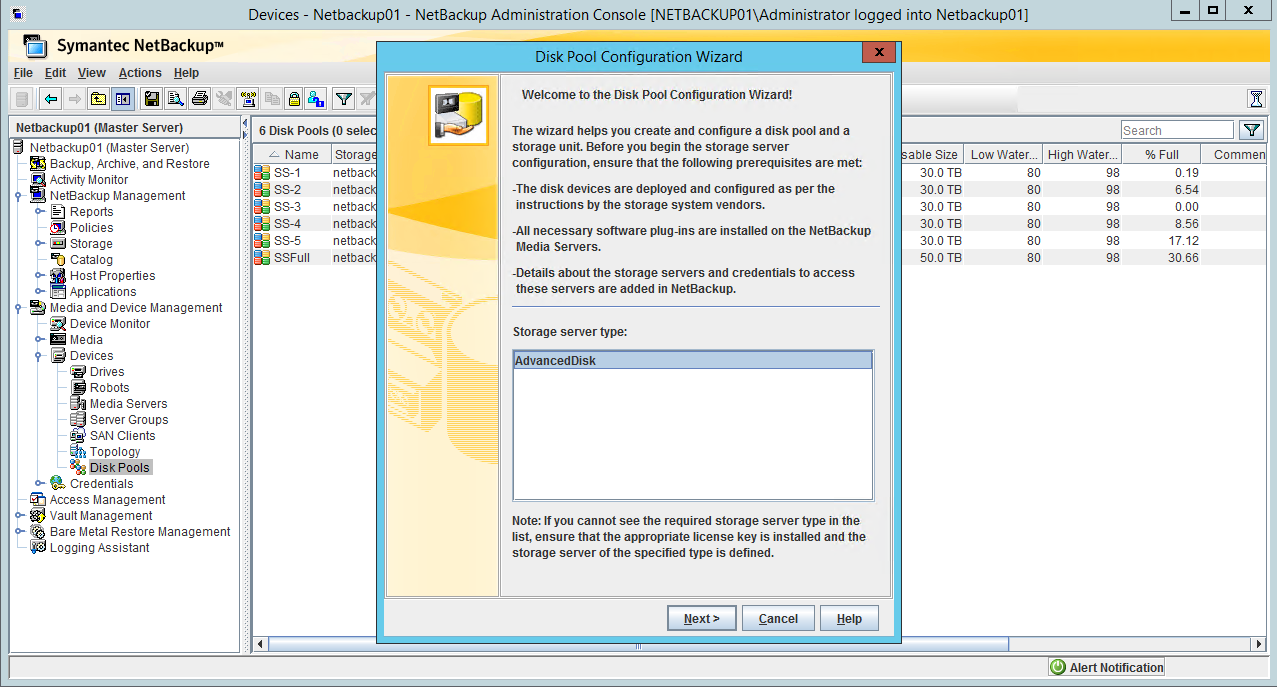 Devices - Netbackup01 - NetBackup Administration Console [NETBACKUP01\Administrator logged into Netbackup01]
Symantec NetBackup™
File Edit View Actions Help
Netbackup01 (Master Server)
Netbackup01 (Master Server)
Backup, Archive, and Restore
Activity Monitor
NetBackup Management
Reports
Policies
Storage
Catalog
Host Properties
Applications
Media and Device Management
Device Monitor
Media
Devices
Drives
Robots
Media Servers
Server Groups
SAN Clients
Topology
Disk Pools
Credentials
Access Management
Vault Management
Bare Metal Restore Management
Logging Assistant
6 Disk Pools (0 selec
Search
Name Storage sable Size Low Water... High Water... % Full Commen
SS-1 netback 30.0 TB 80 98 0.19
SS-2 netback 30.0 TB 80 98 6.54
SS-3 netback 30.0 TB 80 98 0.00
SS-4 netback 30.0 TB 80 98 8.56
SS-5 netback 30.0 TB 80 98 17.12
SSFull netback 50.0 TB 80 98 30.66
Disk Pool Configuration Wizard
Welcome to the Disk Pool Configuration Wizard!
The wizard helps you create and configure a disk pool and a
storage unit. Before you begin the storage server
configuration, ensure that the following prerequisites are met:
-The disk devices are deployed and configured as per the
instructions by the storage system vendors.
-All necessary software plug-ins are installed on the NetBackup
Media Servers.
-Details about the storage servers and credentials to access
these servers are added in NetBackup.
Storage server type:
AdvancedDisk
Note: If you cannot see the required storage server type in the
list, ensure that the appropriate license key is installed and the
storage server of the specified type is defined.
Next > Cancel Help
Alert Notification